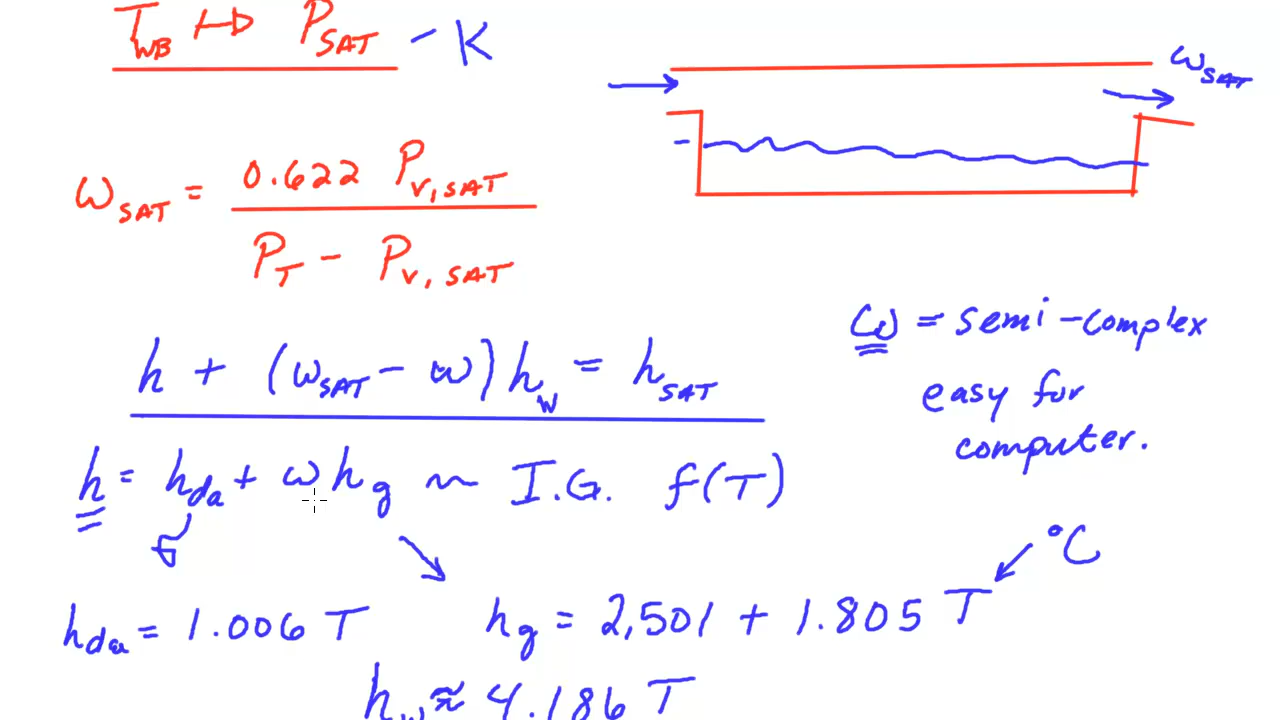 T_WB ↔ P_SAT - K
ω_SAT
ω_SAT = 0.622 P_v,SAT / P_T - P_v,SAT
ω = semi-complex
easy for
computer.
h + (ω_SAT - ω) h_w = h_SAT
h = h_da + ω h_g ~ I.G. f(T)
°C
h_da = 1.006 T
h_g = 2,501 + 1.805 T
h_w ≈ 4.186 T